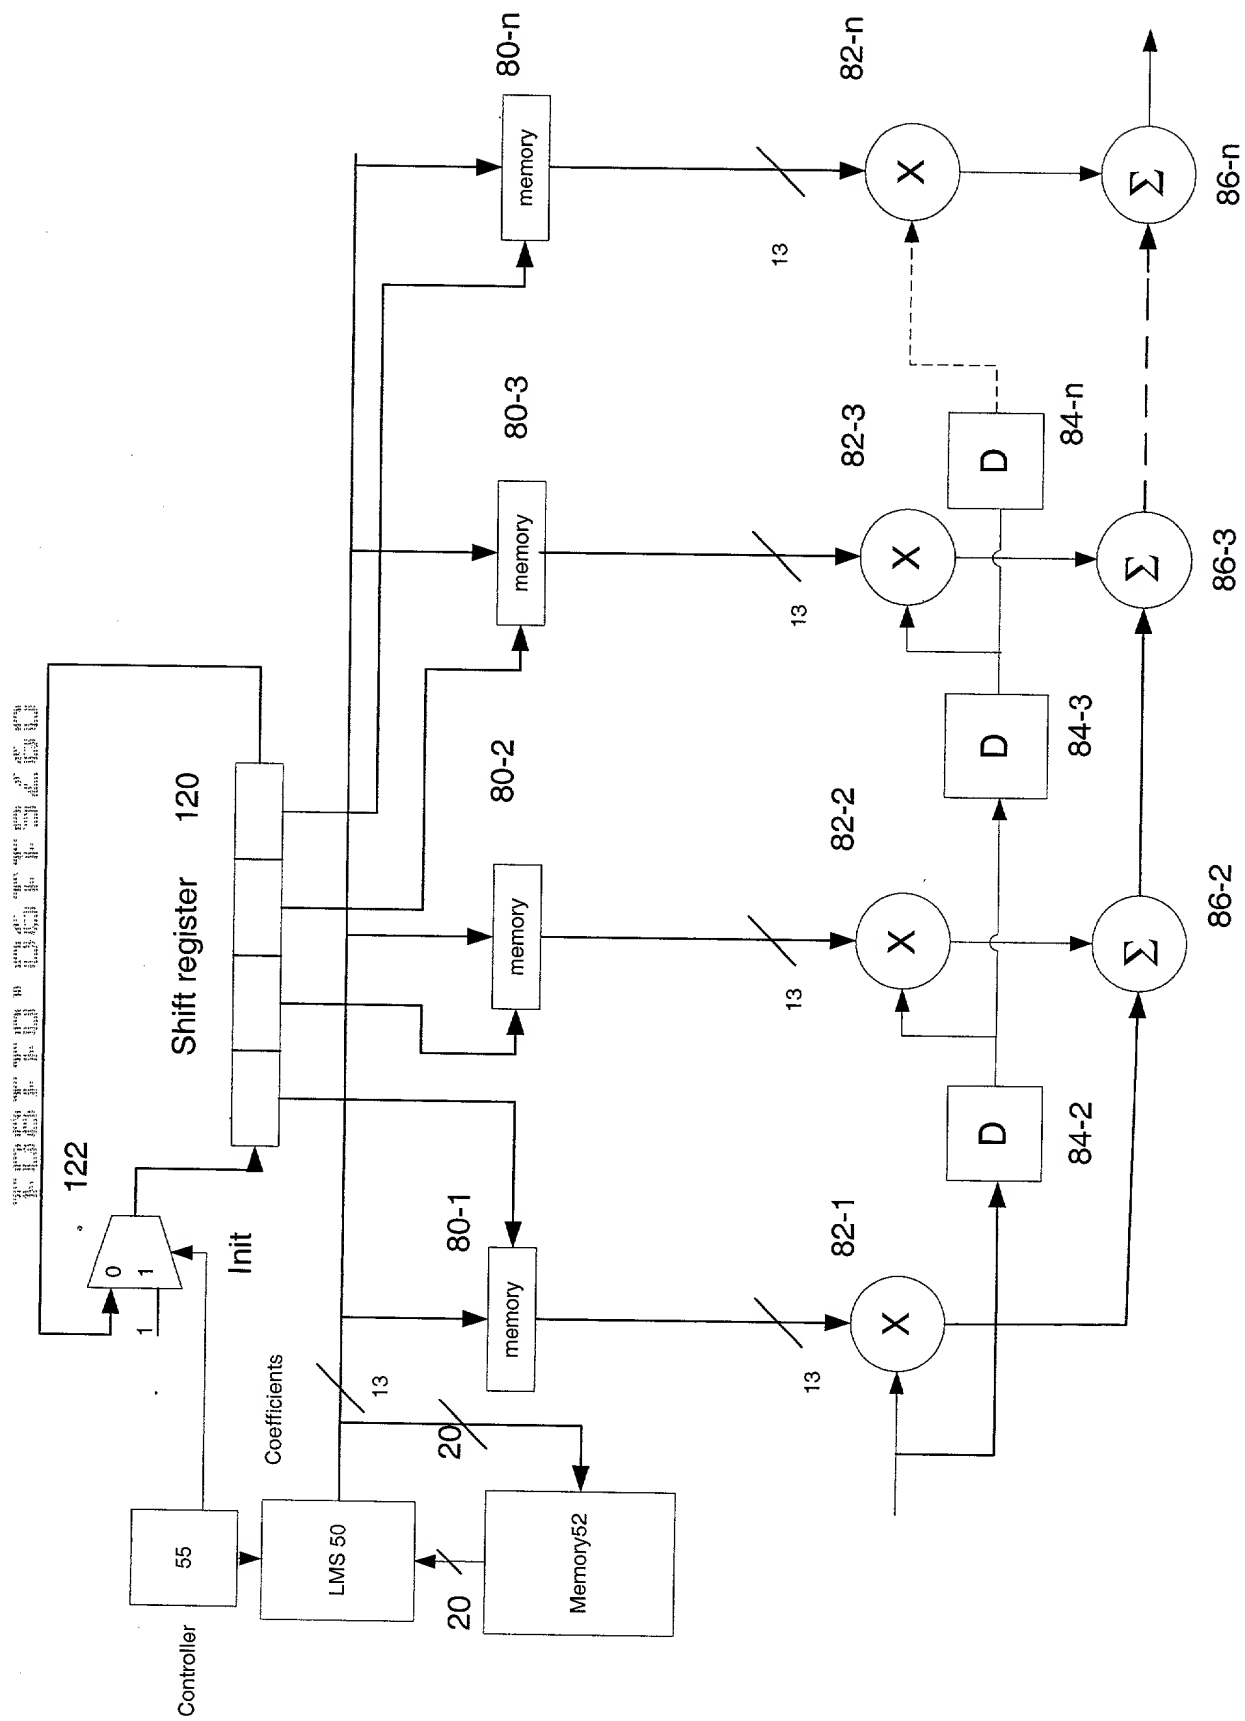 122
Shift register 120
0
1
1
Init
Controller
55
LMS 50
Memory52
Coefficients
13
20
20
80-1
80-2
80-3
80-n
memory
memory
memory
memory
13
13
13
13
82-1
82-2
82-3
82-n
X
X
X
X
D
D
D
84-2
84-3
84-n
Σ
Σ
Σ
86-2
86-3
86-n